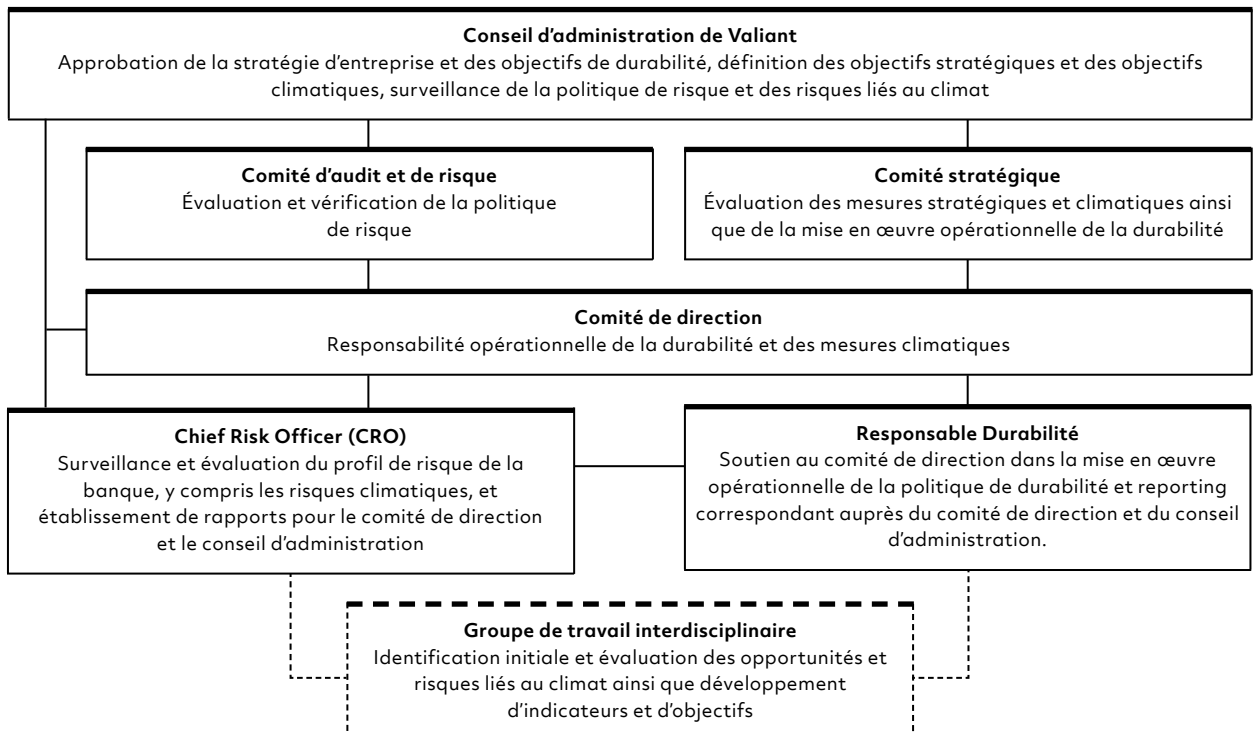 Conseil d'administration de Valiant
Approbation de la stratégie d'entreprise et des objectifs de durabilité, définition des objectifs stratégiques et des objectifs
climatiques, surveillance de la politique de risque et des risques liés au climat
Comité d'audit et de risque
Évaluation et vérification de la politique
de risque
Comité stratégique
Évaluation des mesures stratégiques et climatiques ainsi
que de la mise en œuvre opérationnelle de la durabilité
Comité de direction
Responsabilité opérationnelle de la durabilité et des mesures climatiques
Chief Risk Officer (CRO)
Surveillance et évaluation du profil de risque de la
banque, y compris les risques climatiques, et
établissement de rapports pour le comité de direction
et le conseil d'administration
Responsable Durabilité
Soutien au comité de direction dans la mise en œuvre
opérationnelle de la politique de durabilité et reporting
correspondant auprès du comité de direction et du conseil
d'administration.
Groupe de travail interdisciplinaire
Identification initiale et évaluation des opportunités et
risques liés au climat ainsi que développement
d'indicateurs et d'objectifs